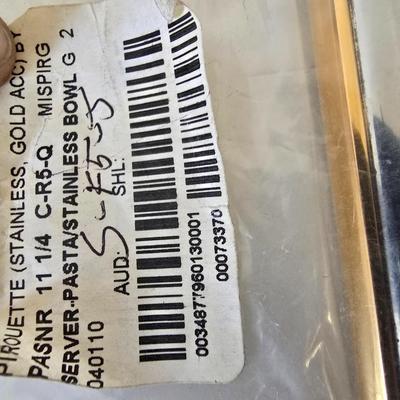 PIROUETTE (STAINLESS, GOLD ACC) BY
PASNR 11 1/4 C-R5-Q MISPIRG
SERVER-PASTA/STAINLESS BOWL G 2
040110 AUD: SHL:
0034877960130001
00073370